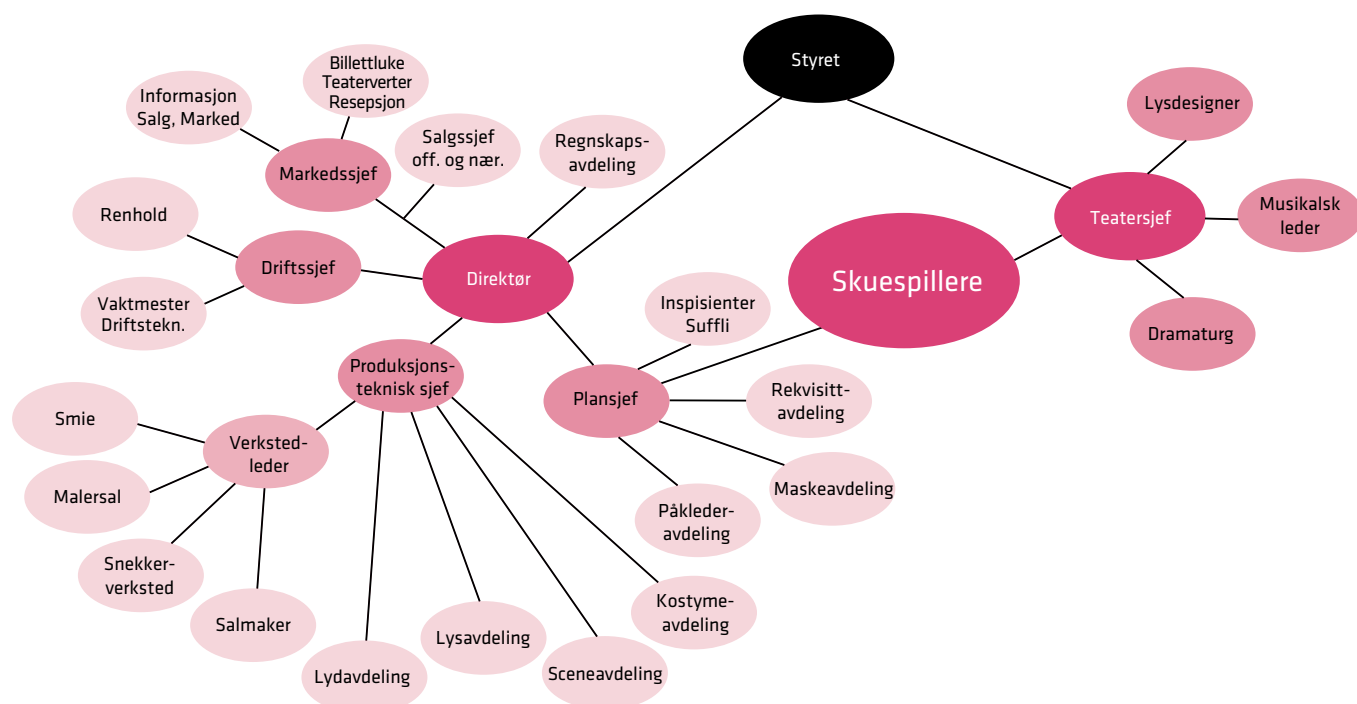 Styret
Billettluke
Teaterverter
Resepsjon
Informasjon
Salg, Marked
Lysdesigner
Salgssjef
off. og nær.
Regnskaps-
avdeling
Markedssjef
Renhold
Teatersjef
Musikalsk
leder
Driftssjef
Direktør
Skuespillere
Vaktmester
Driftstekn.
Inspisienter
Suffli
Dramaturg
Produksjons-
teknisk sjef
Plansjef
Rekvisitt-
avdeling
Smie
Verksted-
leder
Malersal
Maskeavdeling
Påkleder-
avdeling
Snekker-
verksted
Salmaker
Kostyme-
avdeling
Lysavdeling
Lydavdeling
Sceneavdeling